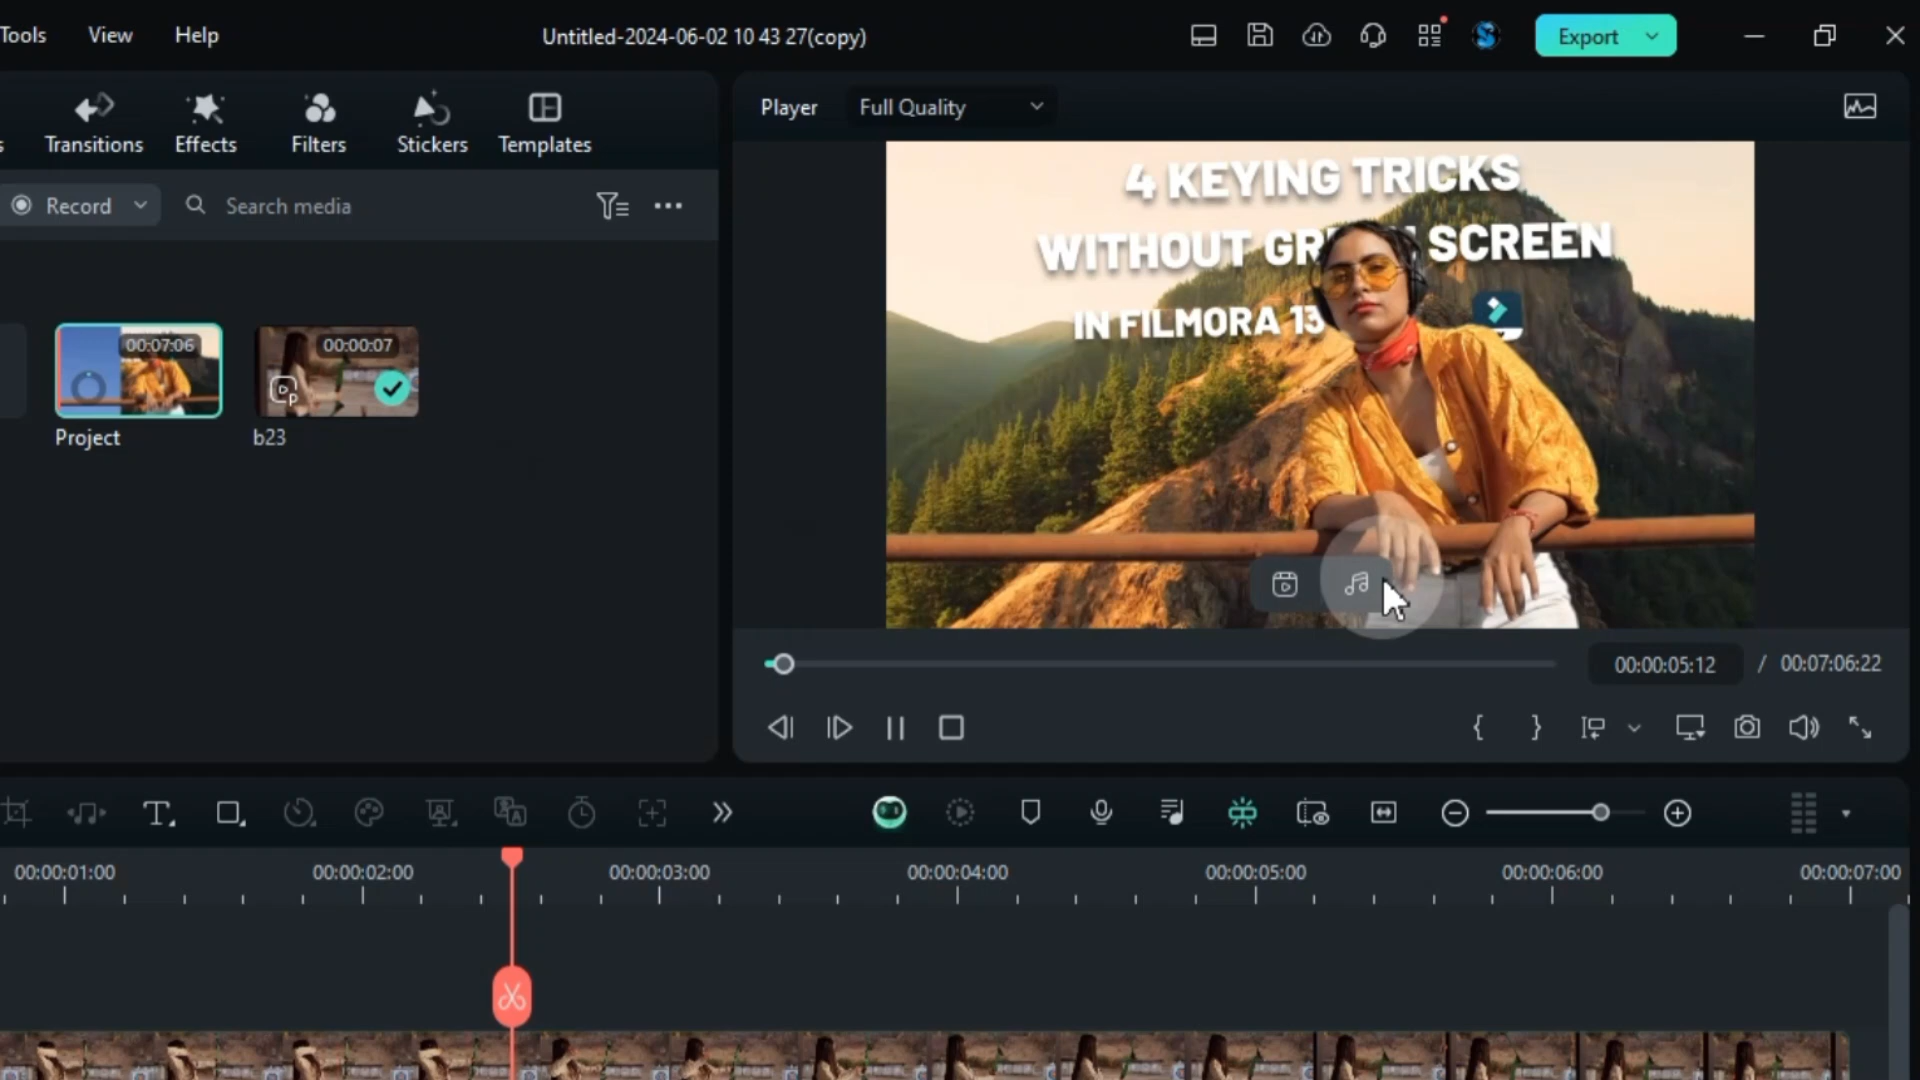 Tools View Help Untitled-2024-06-02 10 43 27(copy) Export
Transitions Effects Filters Stickers Templates
Player Full Quality
Record Search media
4 KEYING TRICKS
WITHOUT GR SCREEN
IN FILMORA 13
00:07:06 00:00:07
Project b23
00:00:05:12 / 00:07:06:22
00:00:01:00 00:00:02:00 00:00:03:00 00:00:04:00 00:00:05:00 00:00:06:00 00:00:07:00